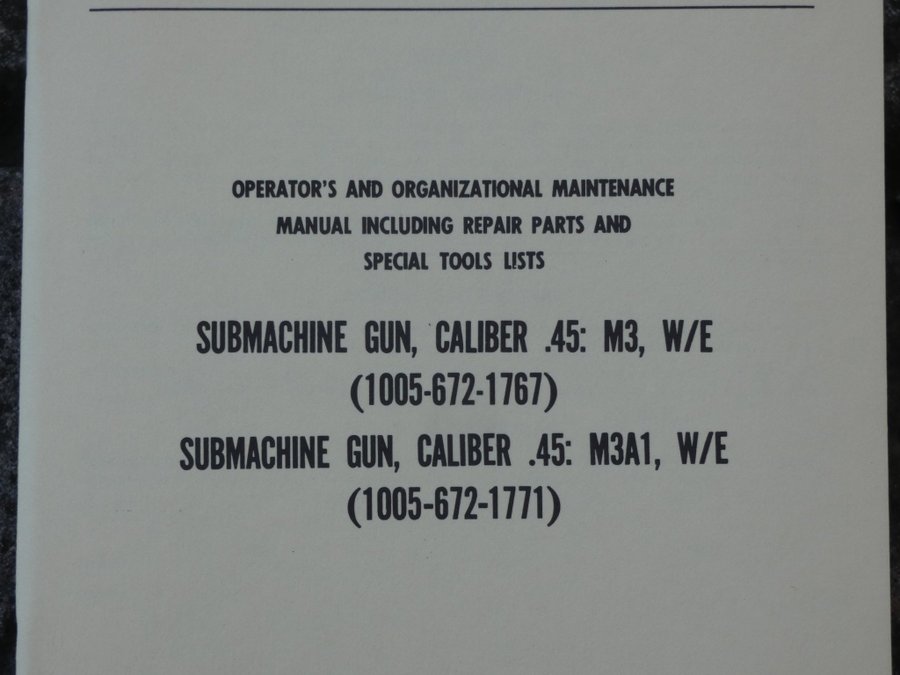 OPERATOR'S AND ORGANIZATIONAL MAINTENANCE
MANUAL INCLUDING REPAIR PARTS AND
SPECIAL TOOLS LISTS
SUBMACHINE GUN, CALIBER .45: M3, W/E
(1005-672-1767)
SUBMACHINE GUN, CALIBER .45: M3A1, W/E
(1005-672-1771)